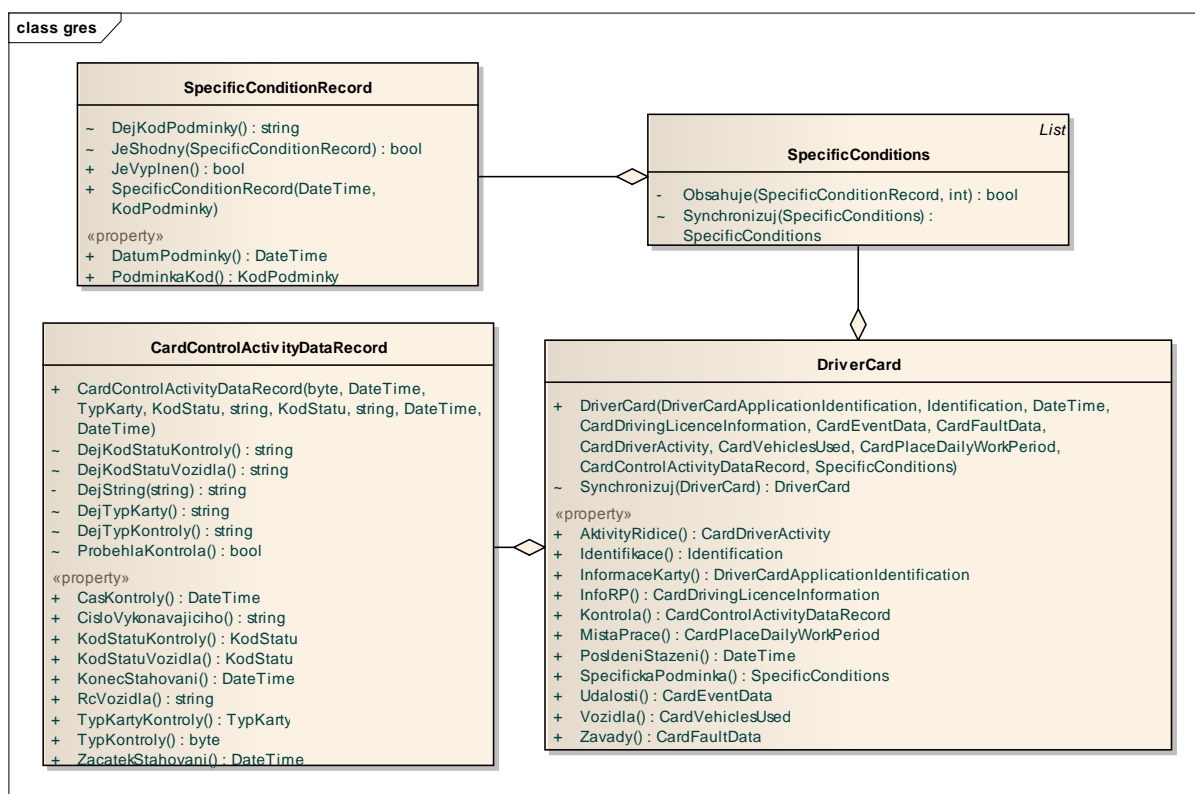 class gres
SpecificConditionRecord
~ DejKodPodminky() : string
~ JeShodny(SpecificConditionRecord) : bool
+ JeVyplnen() : bool
+ SpecificConditionRecord(DateTime,
KodPodminky)
«property»
+ DatumPodminky() : DateTime
+ PodminkaKod() : KodPodminky
List
SpecificConditions
- Obsahuje(SpecificConditionRecord, int) : bool
~ Synchronizuj(SpecificConditions) :
SpecificConditions
CardControlActivityDataRecord
+ CardControlActivityDataRecord(byte, DateTime,
TypKarty, KodStatu, string, KodStatu, string, DateTime,
DateTime)
~ DejKodStatuKontroly() : string
~ DejKodStatuVozidla() : string
- DejString(string) : string
~ DejTypKarty() : string
~ DejTypKontroly() : string
~ ProbehlaKontrola() : bool
«property»
+ CasKontroly() : DateTime
+ CisloVykonavajiciho() : string
+ KodStatuKontroly() : KodStatu
+ KodStatuVozidla() : KodStatu
+ KonecStahovani() : DateTime
+ RcVozidla() : string
+ TypKartyKontroly() : TypKarty
+ TypKontroly() : byte
+ ZacatekStahovani() : DateTime
DriverCard
+ DriverCard(DriverCardApplicationIdentification, Identification, DateTime,
CardDrivingLicenceInformation, CardEventData, CardFaultData,
CardDriverActivity, CardVehiclesUsed, CardPlaceDailyWorkPeriod,
CardControlActivityDataRecord, SpecificConditions)
~ Synchronizuj(DriverCard) : DriverCard
«property»
+ AktivityRidice() : CardDriverActivity
+ Identifikace() : Identification
+ InformaceKarty() : DriverCardApplicationIdentification
+ InfoRP() : CardDrivingLicenceInformation
+ Kontrola() : CardControlActivityDataRecord
+ MistaPrace() : CardPlaceDailyWorkPeriod
+ PosldeniStazeni() : DateTime
+ SpecifickaPodminka() : SpecificConditions
+ Udalosti() : CardEventData
+ Vozidla() : CardVehiclesUsed
+ Zavady() : CardFaultData